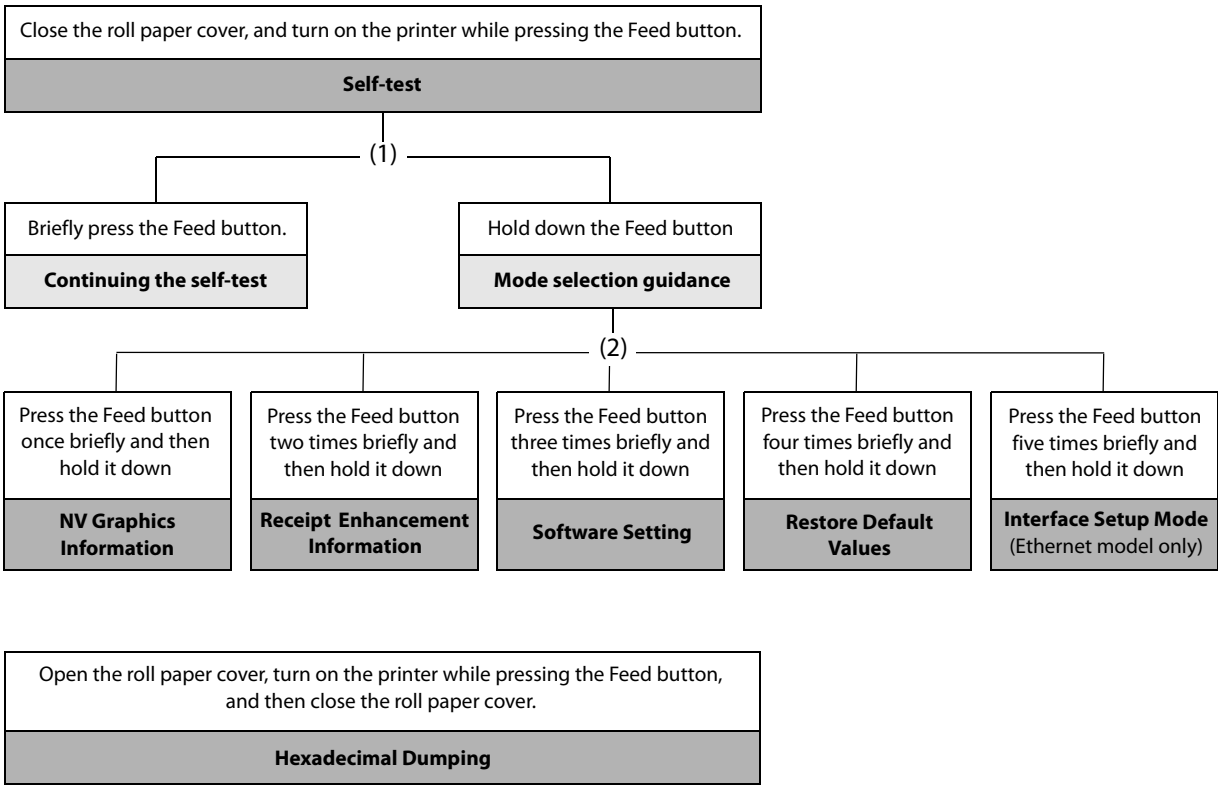 Close the roll paper cover, and turn on the printer while pressing the Feed button.
Self-test
(1)
Briefly press the Feed button.
Continuing the self-test
Hold down the Feed button
Mode selection guidance
(2)
Press the Feed button
once briefly and then
hold it down
NV Graphics
Information
Press the Feed button
two times briefly and
then hold it down
Receipt Enhancement
Information
Press the Feed button
three times briefly and
then hold it down
Software Setting
Press the Feed button
four times briefly and
then hold it down
Restore Default
Values
Press the Feed button
five times briefly and
then hold it down
Interface Setup Mode
(Ethernet model only)
Open the roll paper cover, turn on the printer while pressing the Feed button,
and then close the roll paper cover.
Hexadecimal Dumping